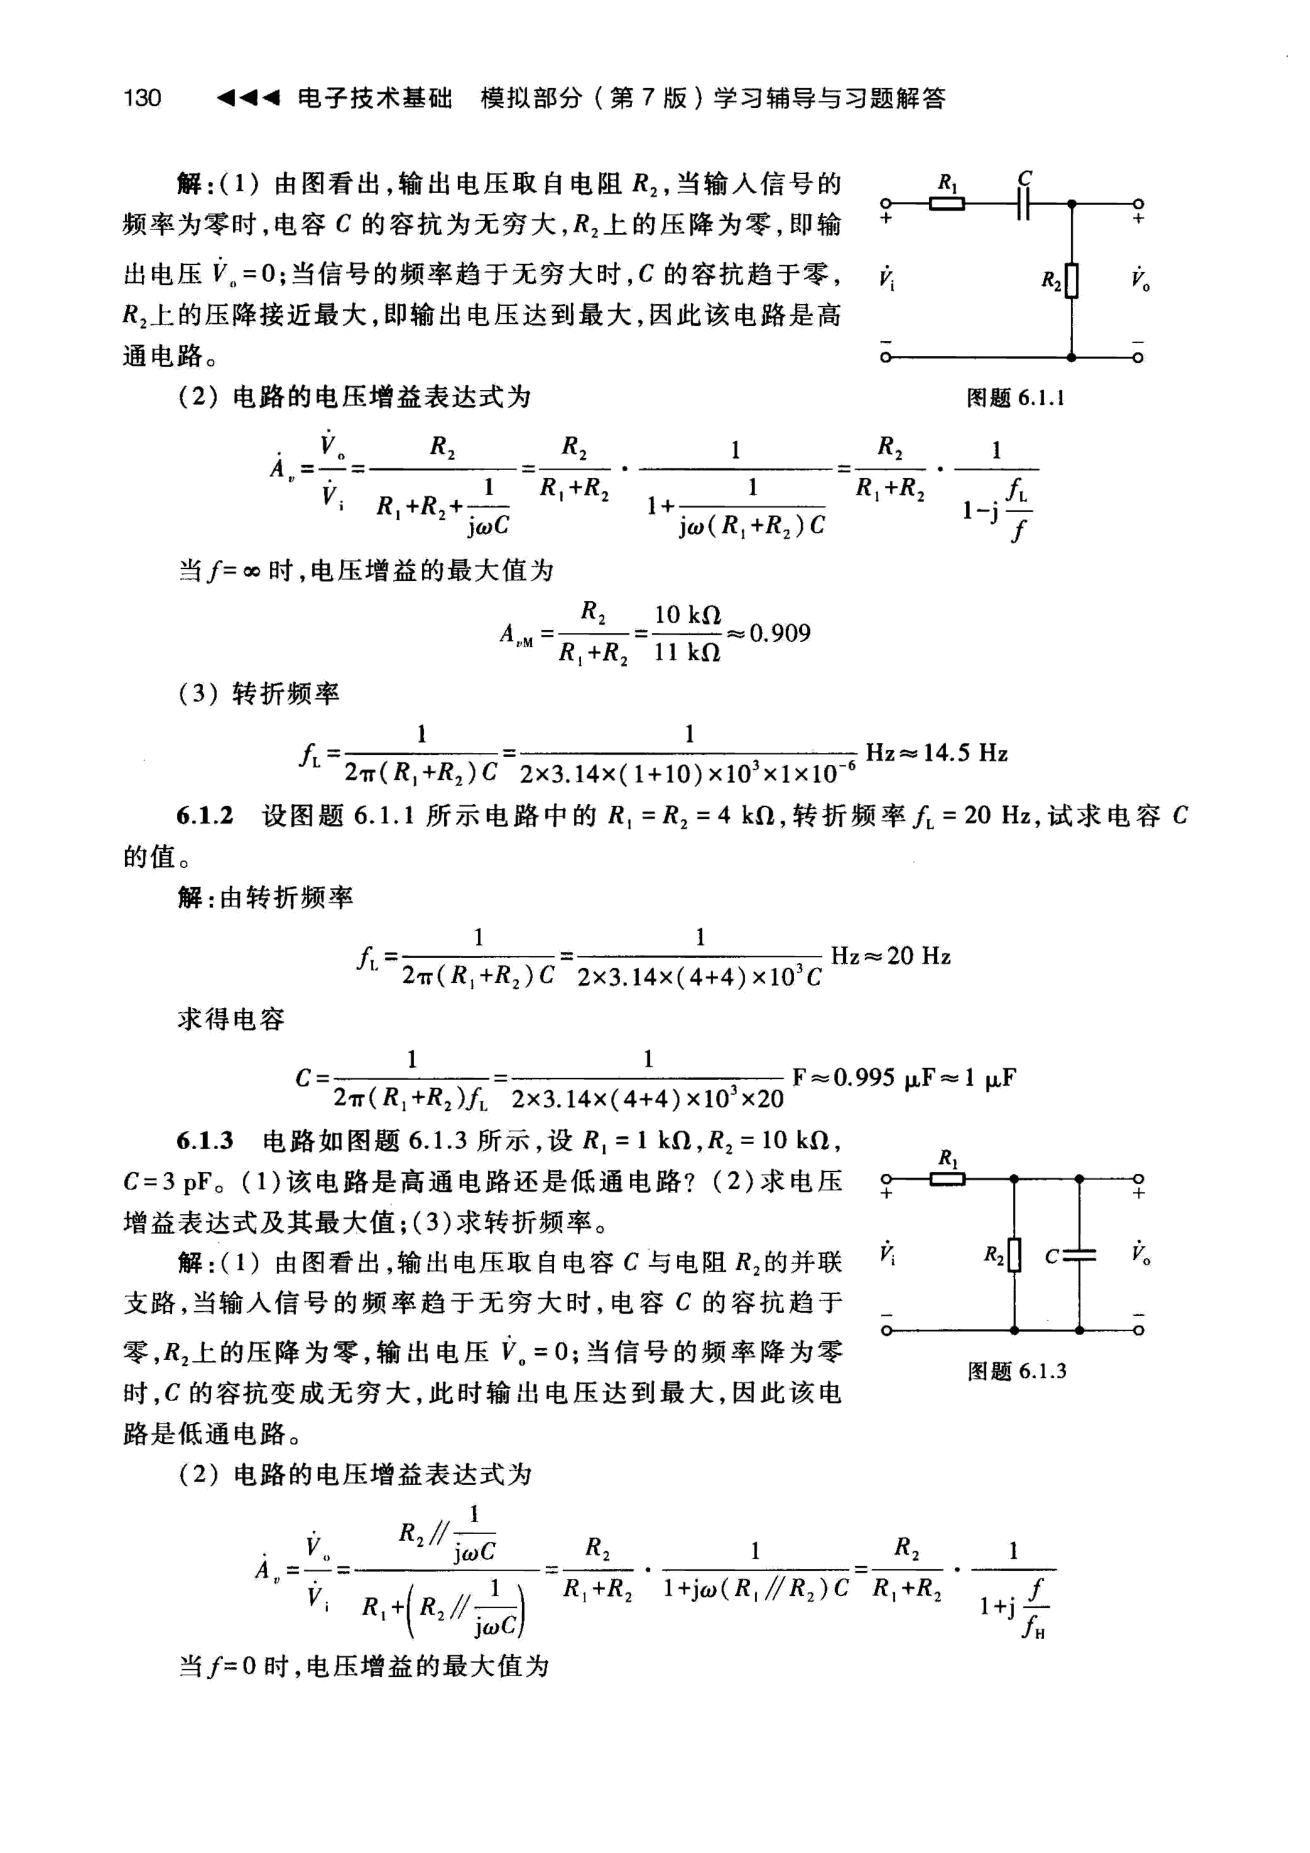 130 ◀◀◀ 电子技术基础 模拟部分(第7版)学习辅导与习题解答
解:(1) 由图看出,输出电压取自电阻 R₂,当输入信号的
频率为零时,电容 C 的容抗为无穷大,R₂上的压降为零,即输
出电压 V̇ₒ=0;当信号的频率趋于无穷大时,C 的容抗趋于零,
R₂上的压降接近最大,即输出电压达到最大,因此该电路是高
通电路。
R₁
C
+
+
V̇ᵢ
R₂
V̇ₒ
−
−
图题 6.1.1
(2) 电路的电压增益表达式为
Ȧᵥ = V̇ₒ/V̇ᵢ = R₂/(R₁+R₂+1/(jωC)) = R₂/(R₁+R₂) · 1/(1+1/(jω(R₁+R₂)C)) = R₂/(R₁+R₂) · 1/(1-j f_L/f)
当 f=∞ 时,电压增益的最大值为
A_vM = R₂/(R₁+R₂) = 10 kΩ/11 kΩ ≈0.909
(3) 转折频率
f_L = 1/(2π(R₁+R₂)C) = 1/(2×3.14×(1+10)×10³×1×10⁻⁶) Hz≈14.5 Hz
6.1.2 设图题 6.1.1 所示电路中的 R₁=R₂=4 kΩ,转折频率 f_L=20 Hz,试求电容 C
的值。
解:由转折频率
f_L = 1/(2π(R₁+R₂)C) = 1/(2×3.14×(4+4)×10³C) Hz≈20 Hz
求得电容
C = 1/(2π(R₁+R₂)f_L) = 1/(2×3.14×(4+4)×10³×20) F≈0.995 μF≈1 μF
6.1.3 电路如图题 6.1.3 所示,设 R₁=1 kΩ,R₂=10 kΩ,
C=3 pF。(1)该电路是高通电路还是低通电路? (2)求电压
增益表达式及其最大值;(3)求转折频率。
解:(1) 由图看出,输出电压取自电容 C 与电阻 R₂的并联
支路,当输入信号的频率趋于无穷大时,电容 C 的容抗趋于
零,R₂上的压降为零,输出电压 V̇ₒ=0;当信号的频率降为零
时,C 的容抗变成无穷大,此时输出电压达到最大,因此该电
路是低通电路。
R₁
+
+
V̇ᵢ
R₂
C
V̇ₒ
−
−
图题 6.1.3
(2) 电路的电压增益表达式为
Ȧᵥ = V̇ₒ/V̇ᵢ = (R₂∥1/(jωC))/(R₁+(R₂∥1/(jωC))) = R₂/(R₁+R₂) · 1/(1+jω(R₁∥R₂)C) = R₂/(R₁+R₂) · 1/(1+j f/f_H)
当 f=0 时,电压增益的最大值为